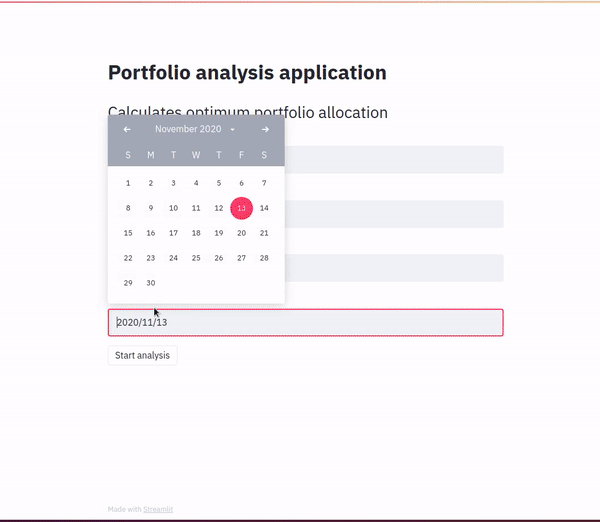 Portfolio analysis application
Calculates optimum portfolio allocation
November 2020
S M T W T F S
1 2 3 4 5 6 7
8 9 10 11 12 13 14
15 16 17 18 19 20 21
22 23 24 25 26 27 28
29 30
2020/11/13
Start analysis
Made with Streamlit